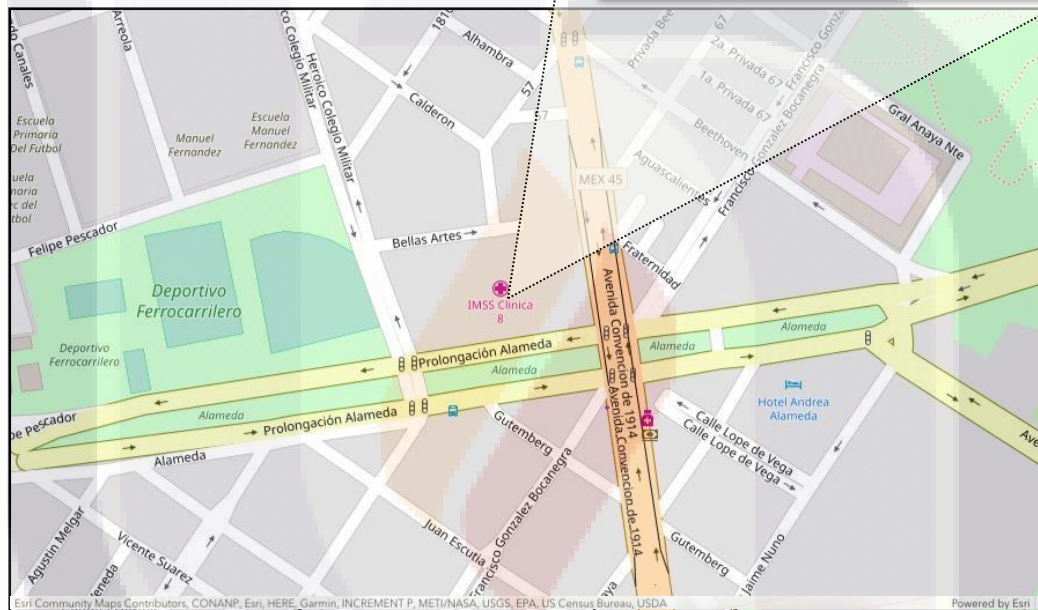 Arreola
Heroico Colegio Militar
Heroico Colegio Militar
Alhambra
57
Calderon
57
Privada Bee
67
2a. Privada 67
1a. Privada 67
Francisco Gonzalez Bocanegra
Beethoven
Gral Anaya Nte
Aguascalientes
MEX 45
Escuela
Primaria
Del Futbol
Manuel
Fernandez
Escuela
Manuel
Fernandez
Felipe Pescador
Bellas Artes
Fraternidad
Deportivo
Ferrocarrilero
Deportivo
Ferrocarrilero
IMSS Clinica
8
Avenida Convencion de 1914
Avenida Convencion de 1914
Prolongación Alameda
Alameda
Alameda
Alameda
Alameda
Hotel Andrea
Alameda
Prolongación Alameda
Alameda
Gutemberg
Calle Lope de Vega
Calle Lope de Vega
Agustin Melgar
Vicente Suarez
Juan Escutia
Francisco Gonzalez Bocanegra
Gutemberg
Jaime Nuno
Esri Community Maps Contributors, CONANP, Esri, HERE, Garmin, INCREMENT P, METI/NASA, USGS, EPA, US Census Bureau, USDA
Powered by Esri